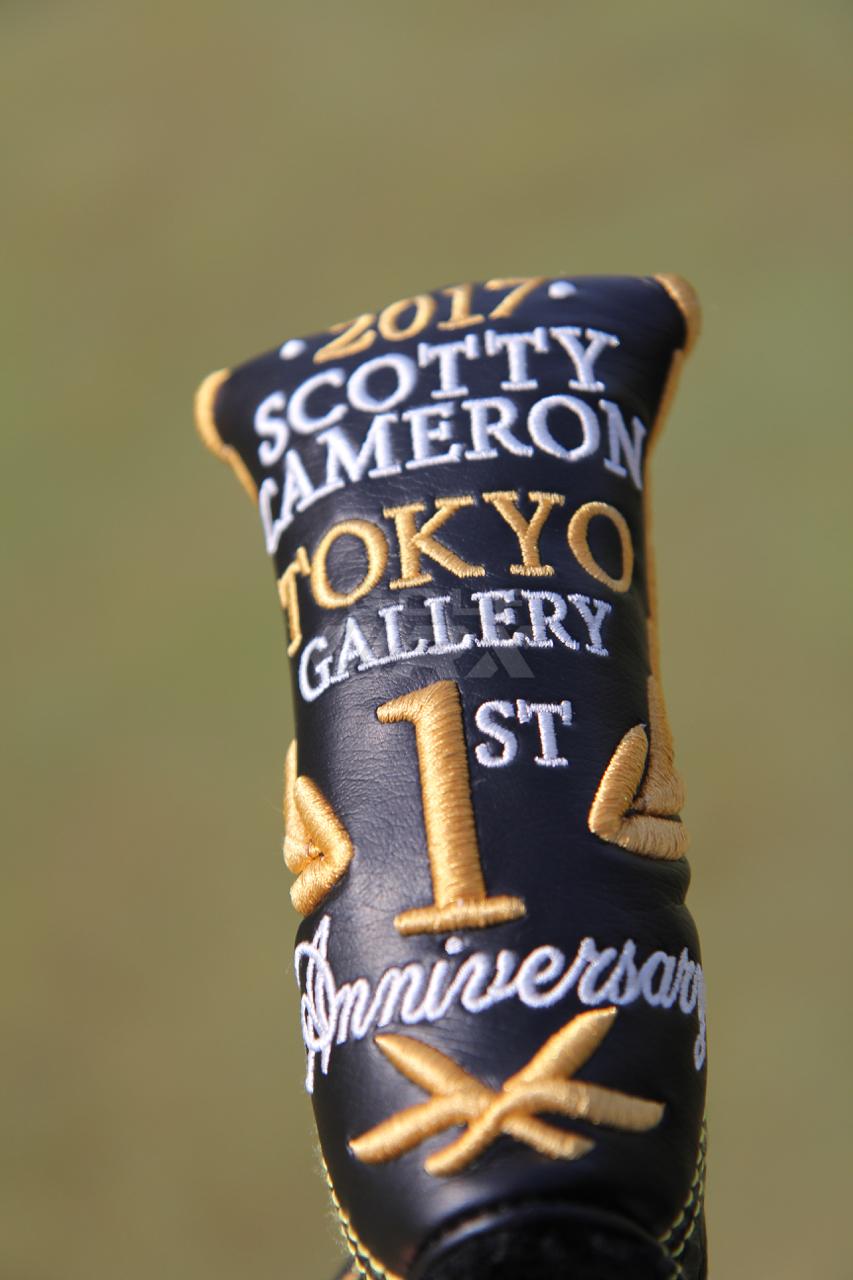 2017
SCOTTY
CAMERON
TOKYO
GALLERY
1ST
Anniversary